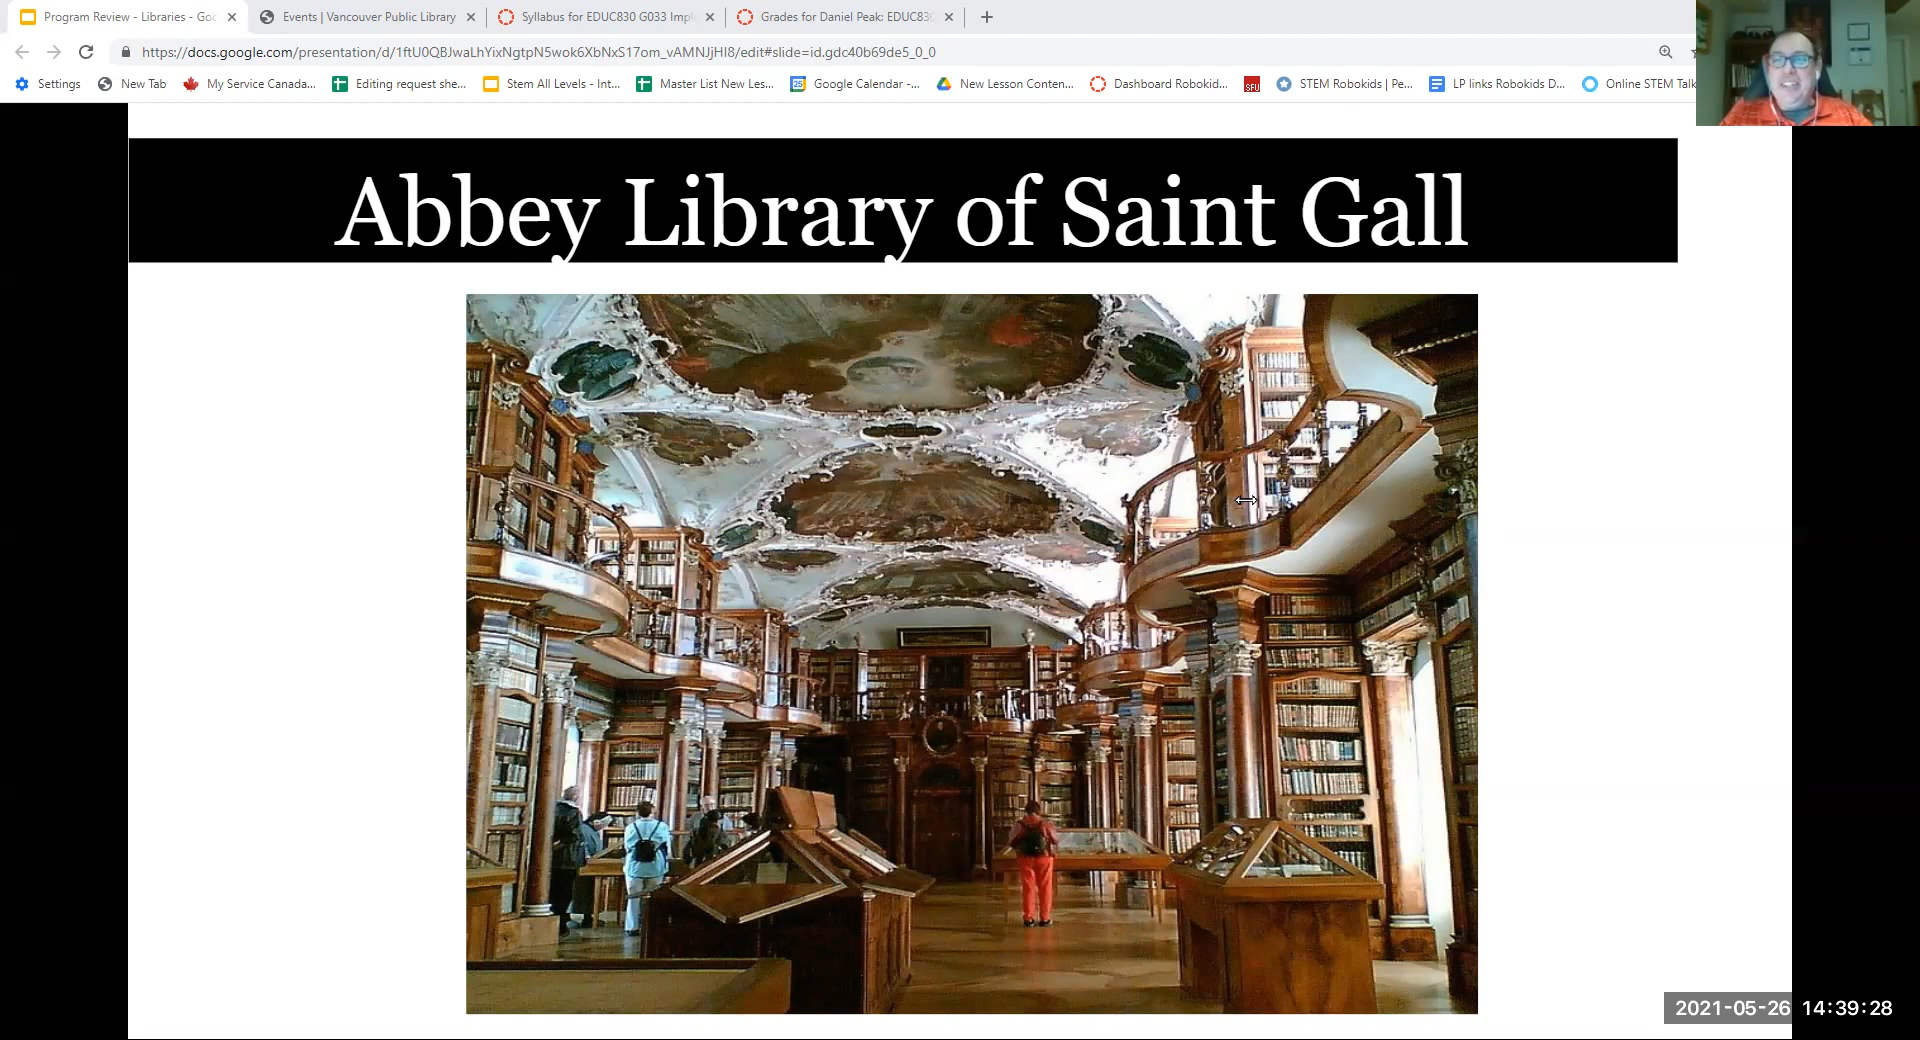 Program Review - Libraries - Goo
Events | Vancouver Public Library
Syllabus for EDUC830 G033 Impl
Grades for Daniel Peak: EDUC830
https://docs.google.com/presentation/d/1ftU0QBJwaLhYixNgtpN5wok6XbNxS17om_vAMNJjHI8/edit#slide=id.gdc40b69de5_0_0
Settings
New Tab
My Service Canada...
Editing request she...
Stem All Levels - Int...
Master List New Les...
25
Google Calendar -...
New Lesson Conten...
Dashboard Robokid...
SFU
STEM Robokids | Pe...
LP links Robokids D...
Online STEM Talk
Abbey Library of Saint Gall
2021-05-26 14:39:28